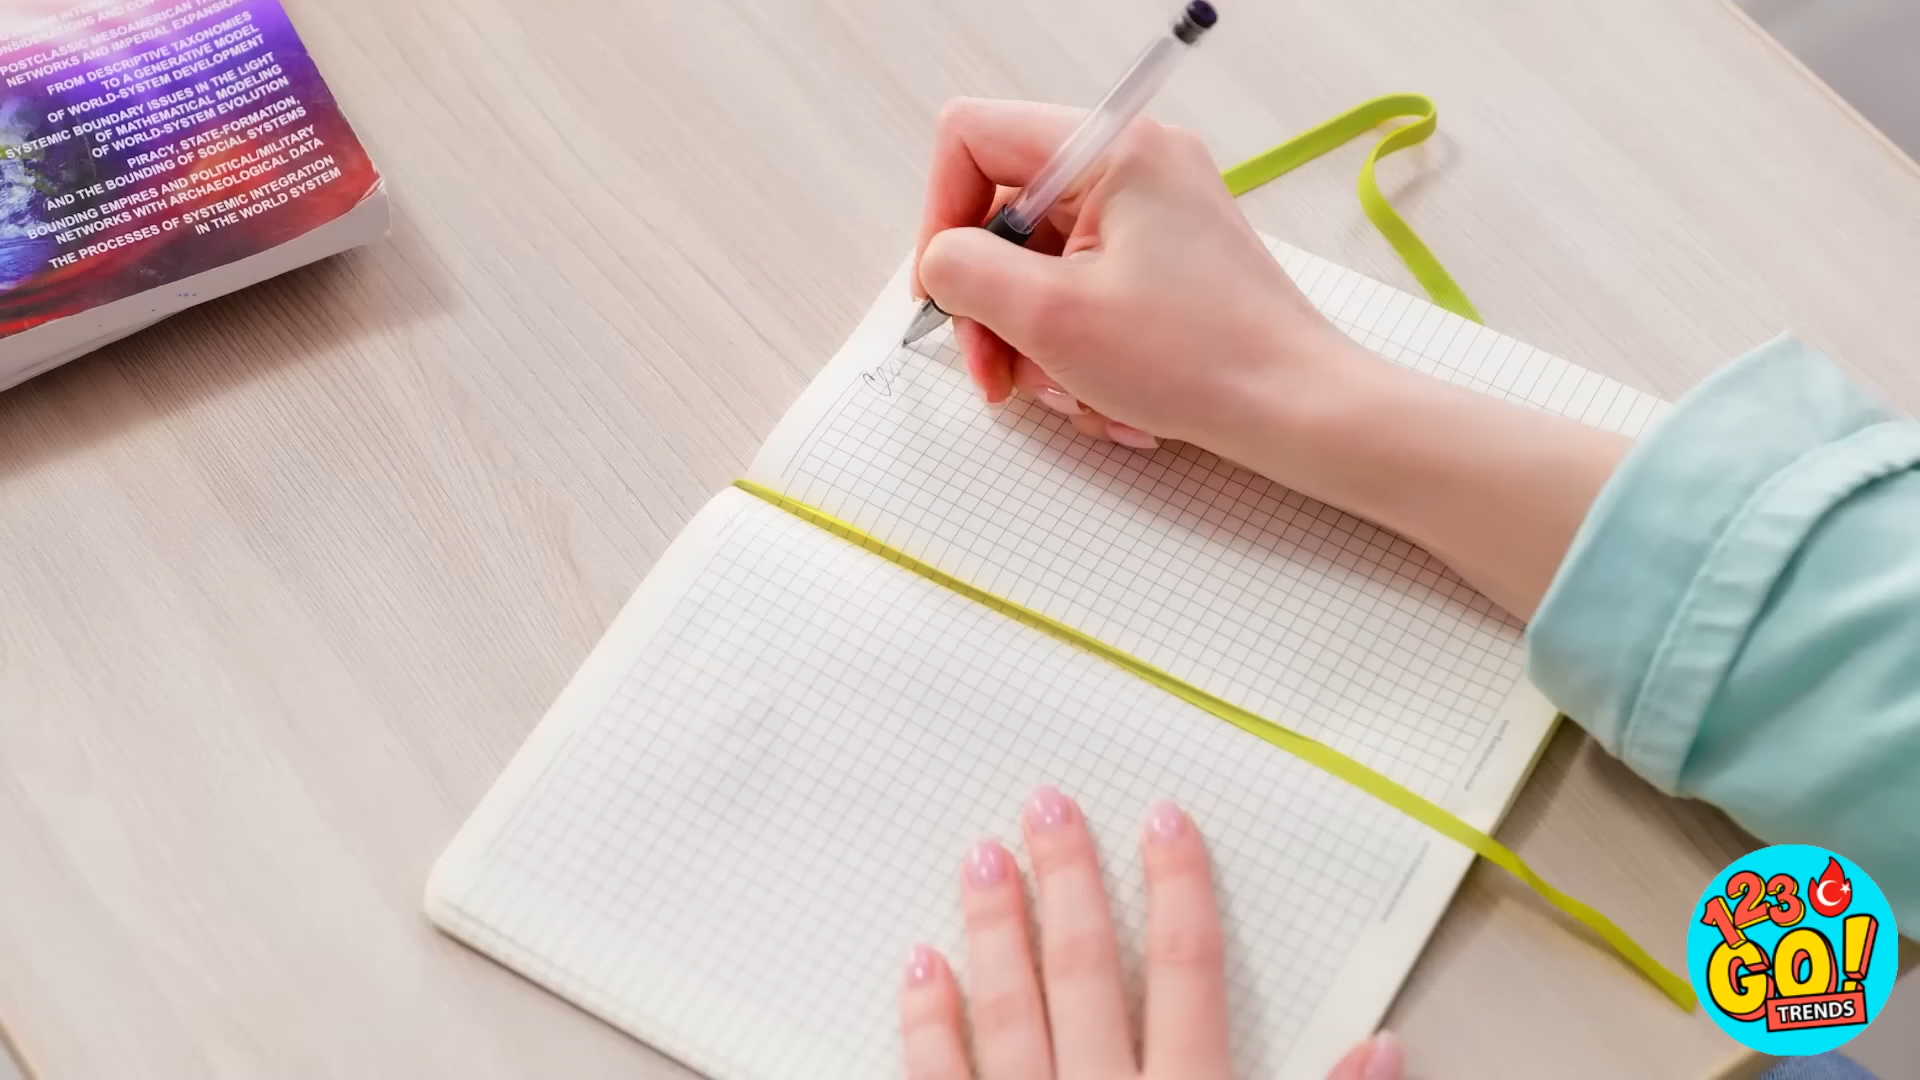 POSTCLASSIC MESOAMERICAN
NETWORKS AND IMPERIAL EXPANSION
FROM DESCRIPTIVE TAXONOMIES
TO A GENERATIVE MODEL
OF WORLD-SYSTEM DEVELOPMENT
SYSTEMIC BOUNDARY ISSUES IN THE LIGHT
OF MATHEMATICAL MODELING
OF WORLD-SYSTEM EVOLUTION
PIRACY, STATE-FORMATION,
AND THE BOUNDING OF SOCIAL SYSTEMS
BOUNDING EMPIRES AND POLITICAL/MILITARY
NETWORKS WITH ARCHAEOLOGICAL DATA
THE PROCESSES OF SYSTEMIC INTEGRATION
IN THE WORLD SYSTEM
123
GO!
TRENDS